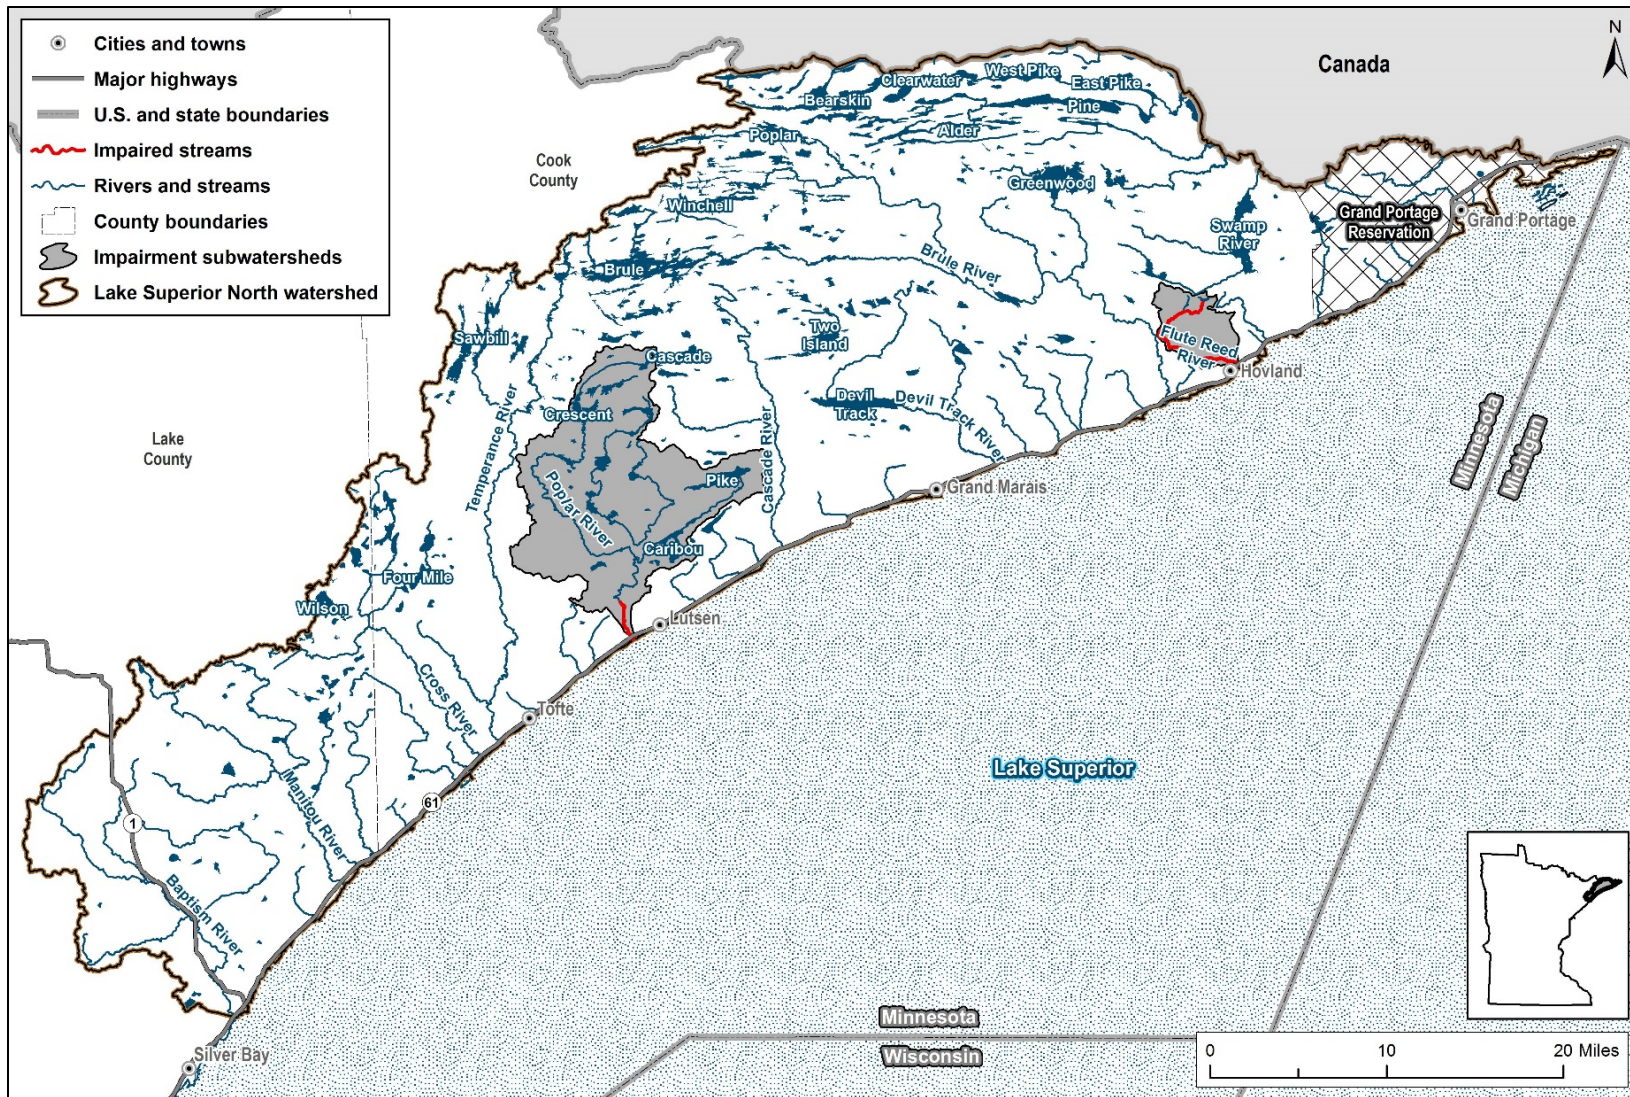 Cities and towns
Major highways
U.S. and state boundaries
Impaired streams
Rivers and streams
County boundaries
Impairment subwatersheds
Lake Superior North watershed
N
Canada
West Pike
Clearwater
East Pike
Bearskin
Pine
Poplar
Alder
Cook
County
Greenwood
Winchell
Grand Portage
Reservation
Grand Portage
Swamp
River
Brule
Brule River
Sawbill
Two
Island
Flute Reed
River
Cascade
Hovland
Crescent
Devil
Track
Devil Track River
Temperance River
Cascade River
Minnesota
Michigan
Lake
County
Pike
Grand Marais
Poplar River
Caribou
Four Mile
Wilson
Lutsen
Cross River
Tofte
Lake Superior
Manitou River
61
1
Baptism River
Minnesota
Wisconsin
Silver Bay
0
10
20 Miles